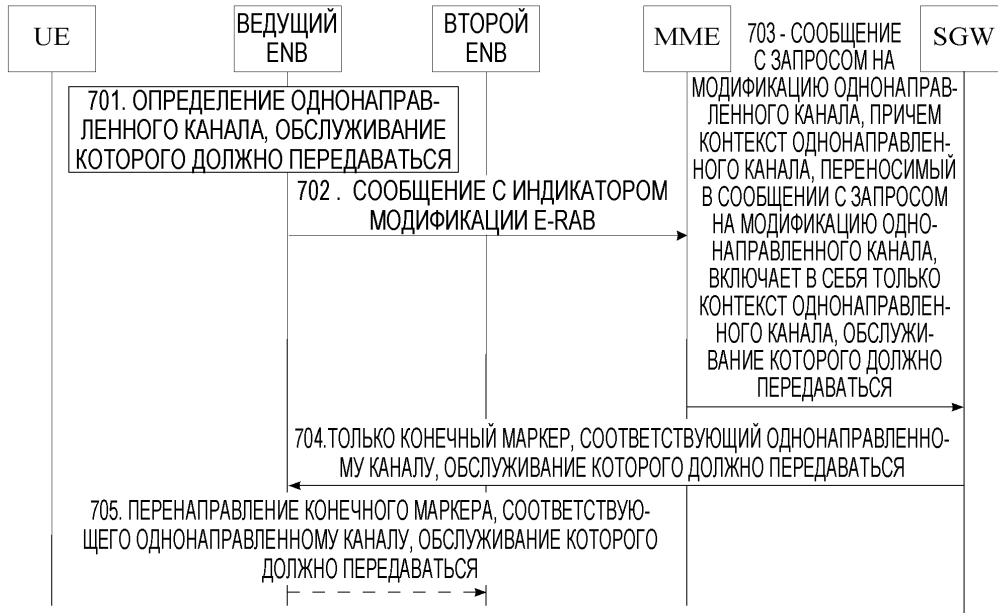 UE
ВЕДУЩИЙ
ENB
ВТОРОЙ
ENB
MME
SGW
703 - СООБЩЕНИЕ
С ЗАПРОСОМ НА
МОДИФИКАЦИЮ ОДНОНАПРАВ-
ЛЕННОГО КАНАЛА, ПРИЧЕМ
КОНТЕКСТ ОДНОНАПРАВЛЕН-
НОГО КАНАЛА, ПЕРЕНОСИМЫЙ
В СООБЩЕНИИ С ЗАПРОСОМ
НА МОДИФИКАЦИЮ ОДНО-
НАПРАВЛЕННОГО КАНАЛА,
ВКЛЮЧАЕТ В СЕБЯ ТОЛЬКО
КОНТЕКСТ ОДНОНАПРАВЛЕН-
НОГО КАНАЛА, ОБСЛУЖИ-
ВАНИЕ КОТОРОГО ДОЛЖНО
ПЕРЕДАВАТЬСЯ
701. ОПРЕДЕЛЕНИЕ ОДНОНАПРАВ-
ЛЕННОГО КАНАЛА, ОБСЛУЖИВАНИЕ
КОТОРОГО ДОЛЖНО ПЕРЕДАВАТЬСЯ
702 . СООБЩЕНИЕ С ИНДИКАТОРОМ
МОДИФИКАЦИИ E-RAB
704.ТОЛЬКО КОНЕЧНЫЙ МАРКЕР, СООТВЕТСТВУЮЩИЙ ОДНОНАПРАВЛЕННО-
МУ КАНАЛУ, ОБСЛУЖИВАНИЕ КОТОРОГО ДОЛЖНО ПЕРЕДАВАТЬСЯ
705. ПЕРЕНАПРАВЛЕНИЕ КОНЕЧНОГО МАРКЕРА, СООТВЕТСТВУЮ-
ЩЕГО ОДНОНАПРАВЛЕННОМУ КАНАЛУ, ОБСЛУЖИВАНИЕ КОТОРОГО
ДОЛЖНО ПЕРЕДАВАТЬСЯ